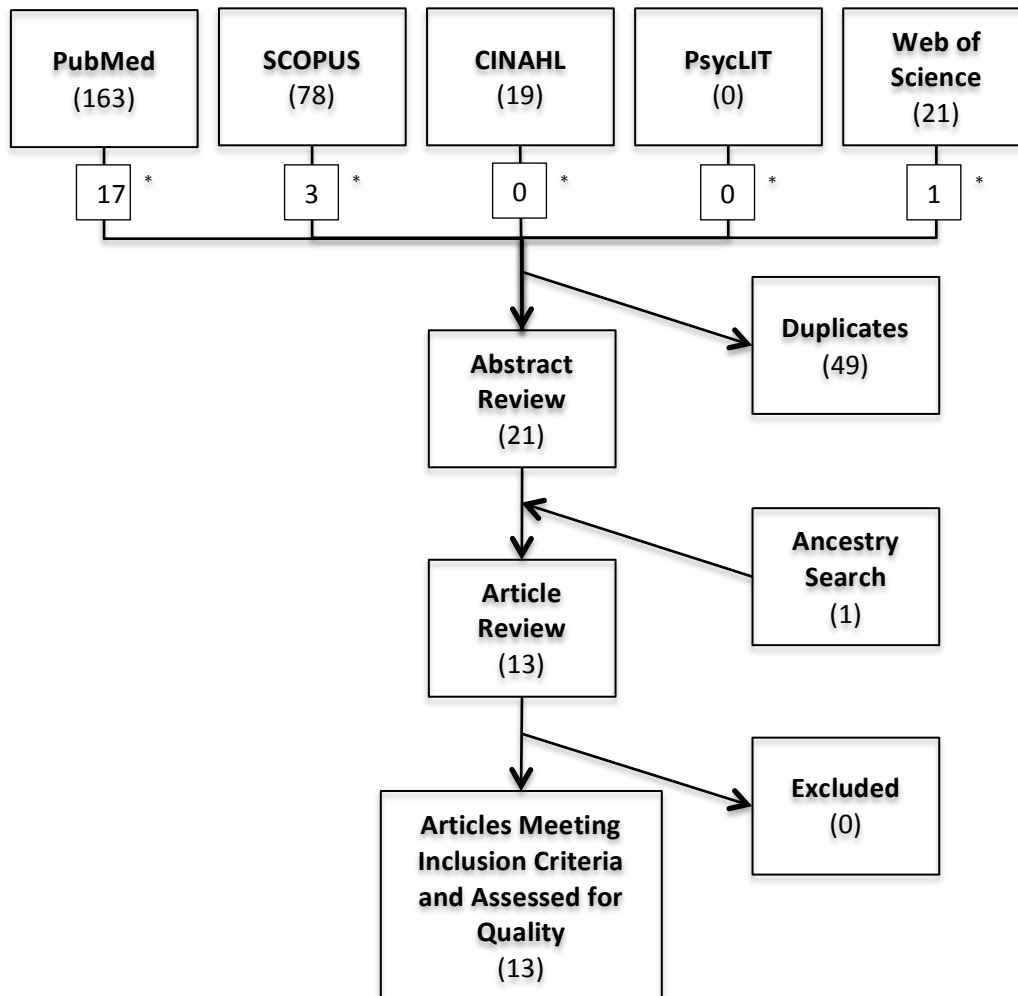 PubMed
(163)
SCOPUS
(78)
CINAHL
(19)
PsycLIT
(0)
Web of
Science
(21)
17 *
3 *
0 *
0 *
1 *
Duplicates
(49)
Abstract
Review
(21)
Ancestry
Search
(1)
Article
Review
(13)
Excluded
(0)
Articles Meeting
Inclusion Criteria
and Assessed for
Quality
(13)